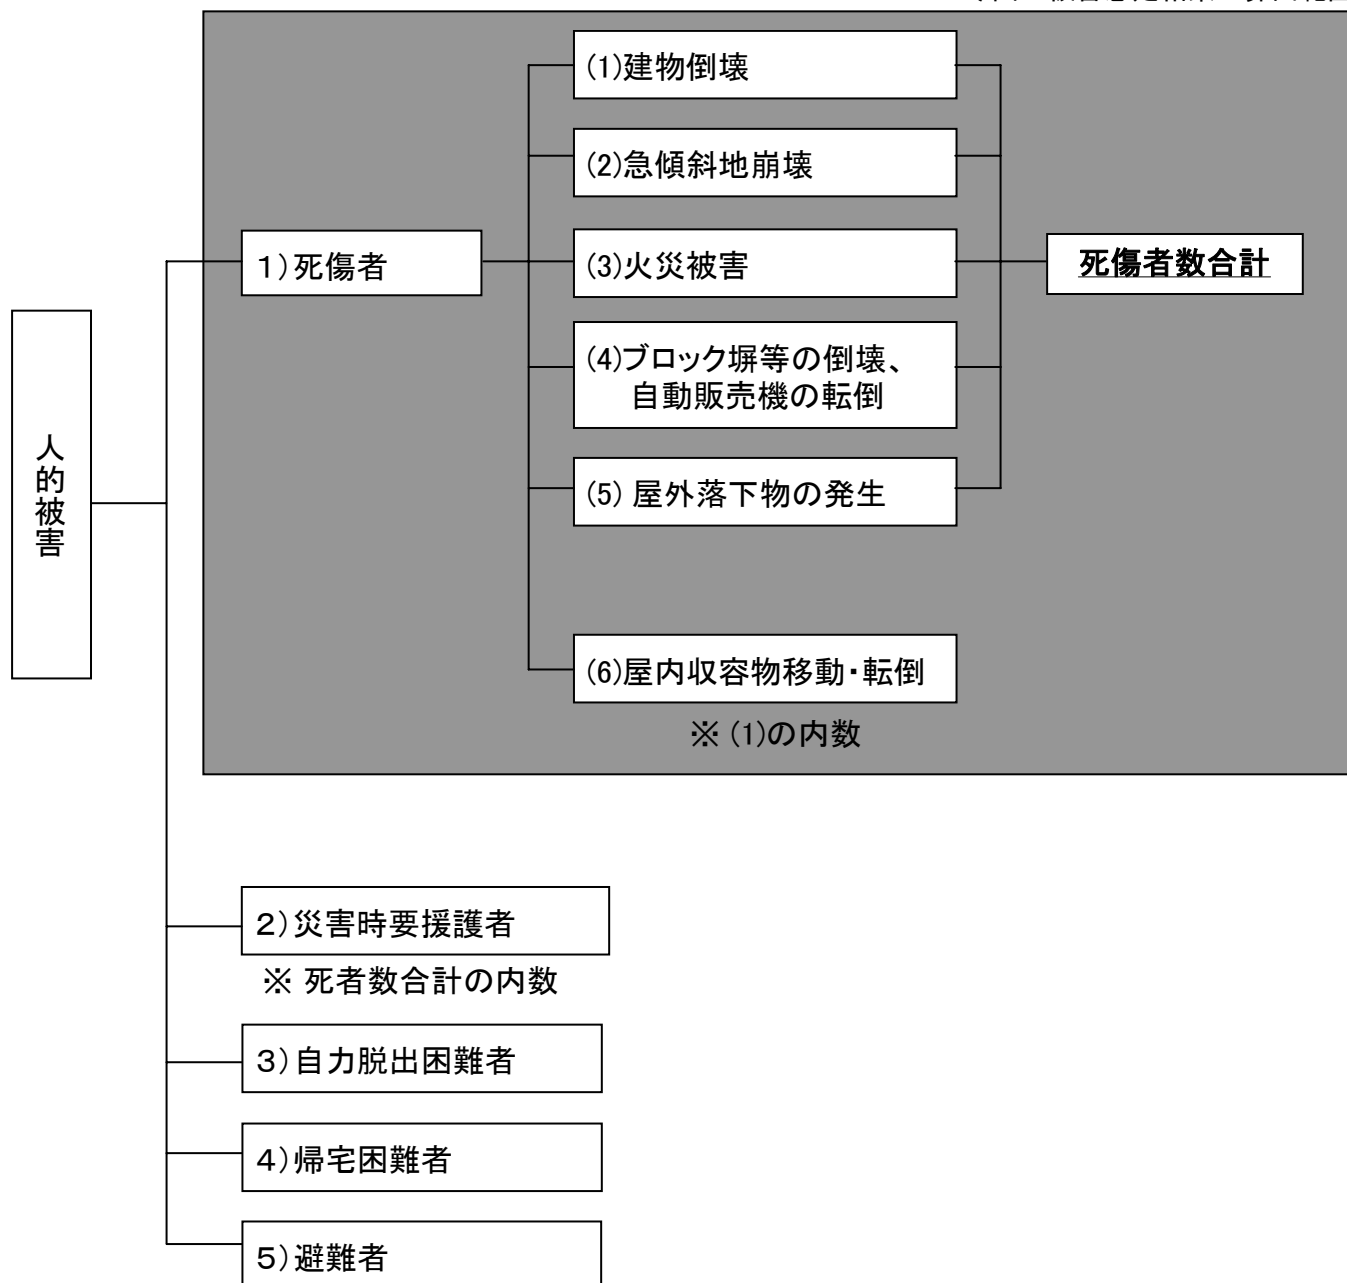 (1)建物倒壊
(2)急傾斜地崩壊
1)死傷者
(3)火災被害
死傷者数合計
(4)ブロック塀等の倒壊、
自動販売機の転倒
人的被害
(5) 屋外落下物の発生
(6)屋内収容物移動・転倒
※ (1)の内数
2)災害時要援護者
※ 死者数合計の内数
3)自力脱出困難者
4)帰宅困難者
5)避難者